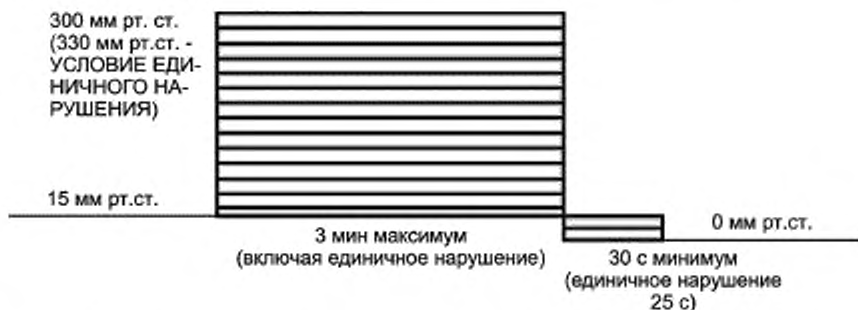 300 мм рт. ст.
(330 мм рт.ст. -
УСЛОВИЕ ЕДИ-
НИЧНОГО НА-
РУШЕНИЯ)
15 мм рт.ст.
0 мм рт.ст.
3 мин максимум
(включая единичное нарушение)
30 с минимум
(единичное нарушение
25 с)